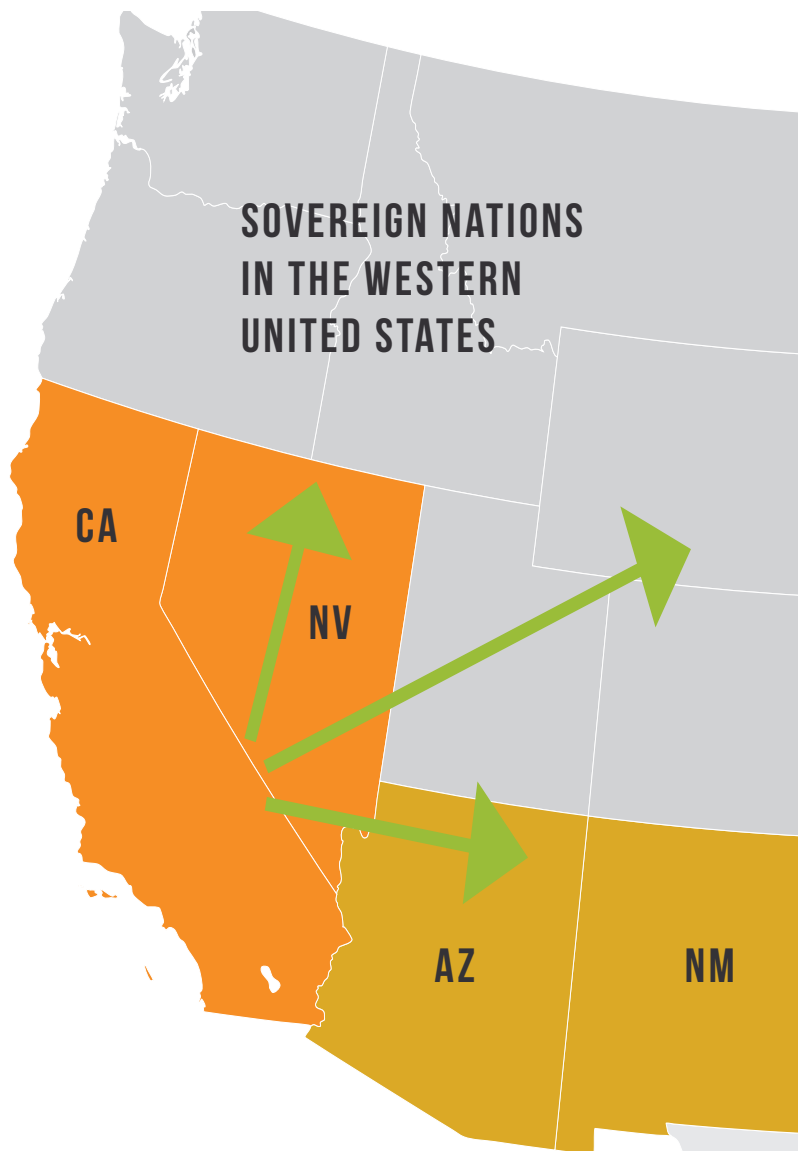 SOVEREIGN NATIONS
IN THE WESTERN
UNITED STATES
CA
NV
AZ
NM